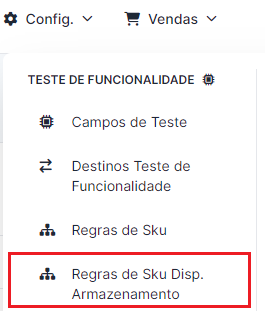 Config. Vendas
TESTE DE FUNCIONALIDADE
Campos de Teste
Destinos Teste de
Funcionalidade
Regras de Sku
Regras de Sku Disp.
Armazenamento